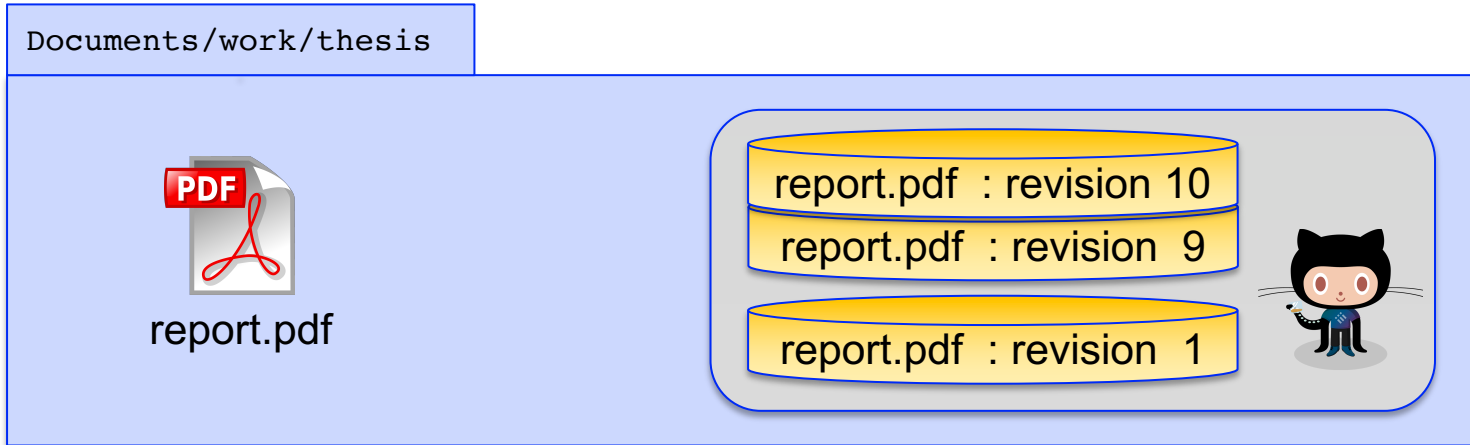 Documents/work/thesis
PDF
report.pdf
report.pdf : revision 10
report.pdf : revision 9
report.pdf : revision 1